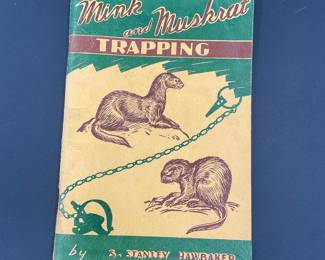 Mink
and Muskrat
TRAPPING
by
S. STANLEY HAWBAKER